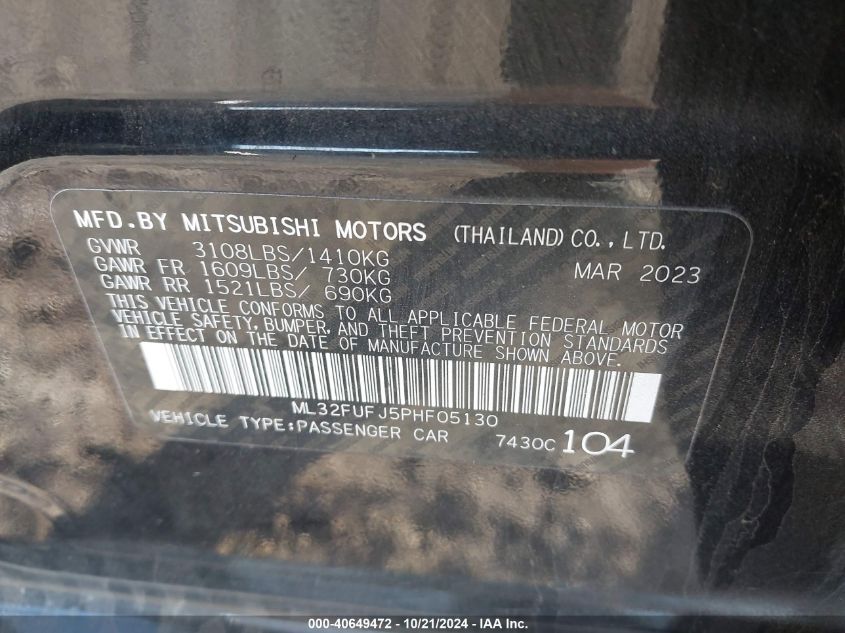 MFD.BY MITSUBISHI MOTORS (THAILAND)CO.,LTD.
GVWR 3108LBS/1410KG MAR 2023
GAWR FR 1609LBS/ 730KG
GAWR RR 1521LBS/ 690KG
THIS VEHICLE CONFORMS TO ALL APPLICABLE FEDERAL MOTOR
VEHICLE SAFETY, BUMPER, AND THEFT PREVENTION STANDARDS
IN EFFECT ON THE DATE OF MANUFACTURE SHOWN ABOVE.
ML32FUFJ5PHF05130
VEHICLE TYPE:PASSENGER CAR 7430C 104
000-40649472 - 10/21/2024 - IAA Inc.